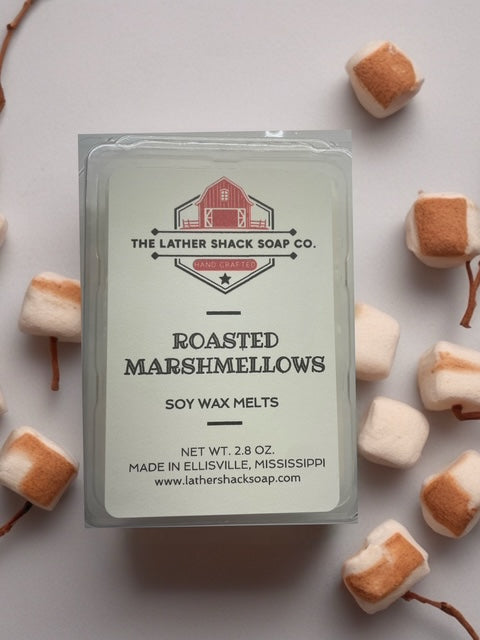 THE LATHER SHACK SOAP CO.
HAND CRAFTED
ROASTED
MARSHMELLOWS
SOY WAX MELTS
NET WT. 2.8 OZ.
MADE IN ELLISVILLE, MISSISSIPPI
www.lathershacksoap.com